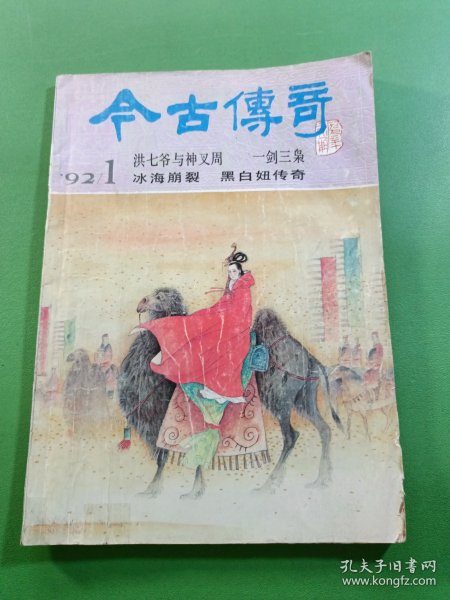 今古傳奇
洪七爷与神叉周 一剑三枭
'92/1 冰海崩裂 黑白妞传奇
孔夫子旧书网
www.kongfz.com